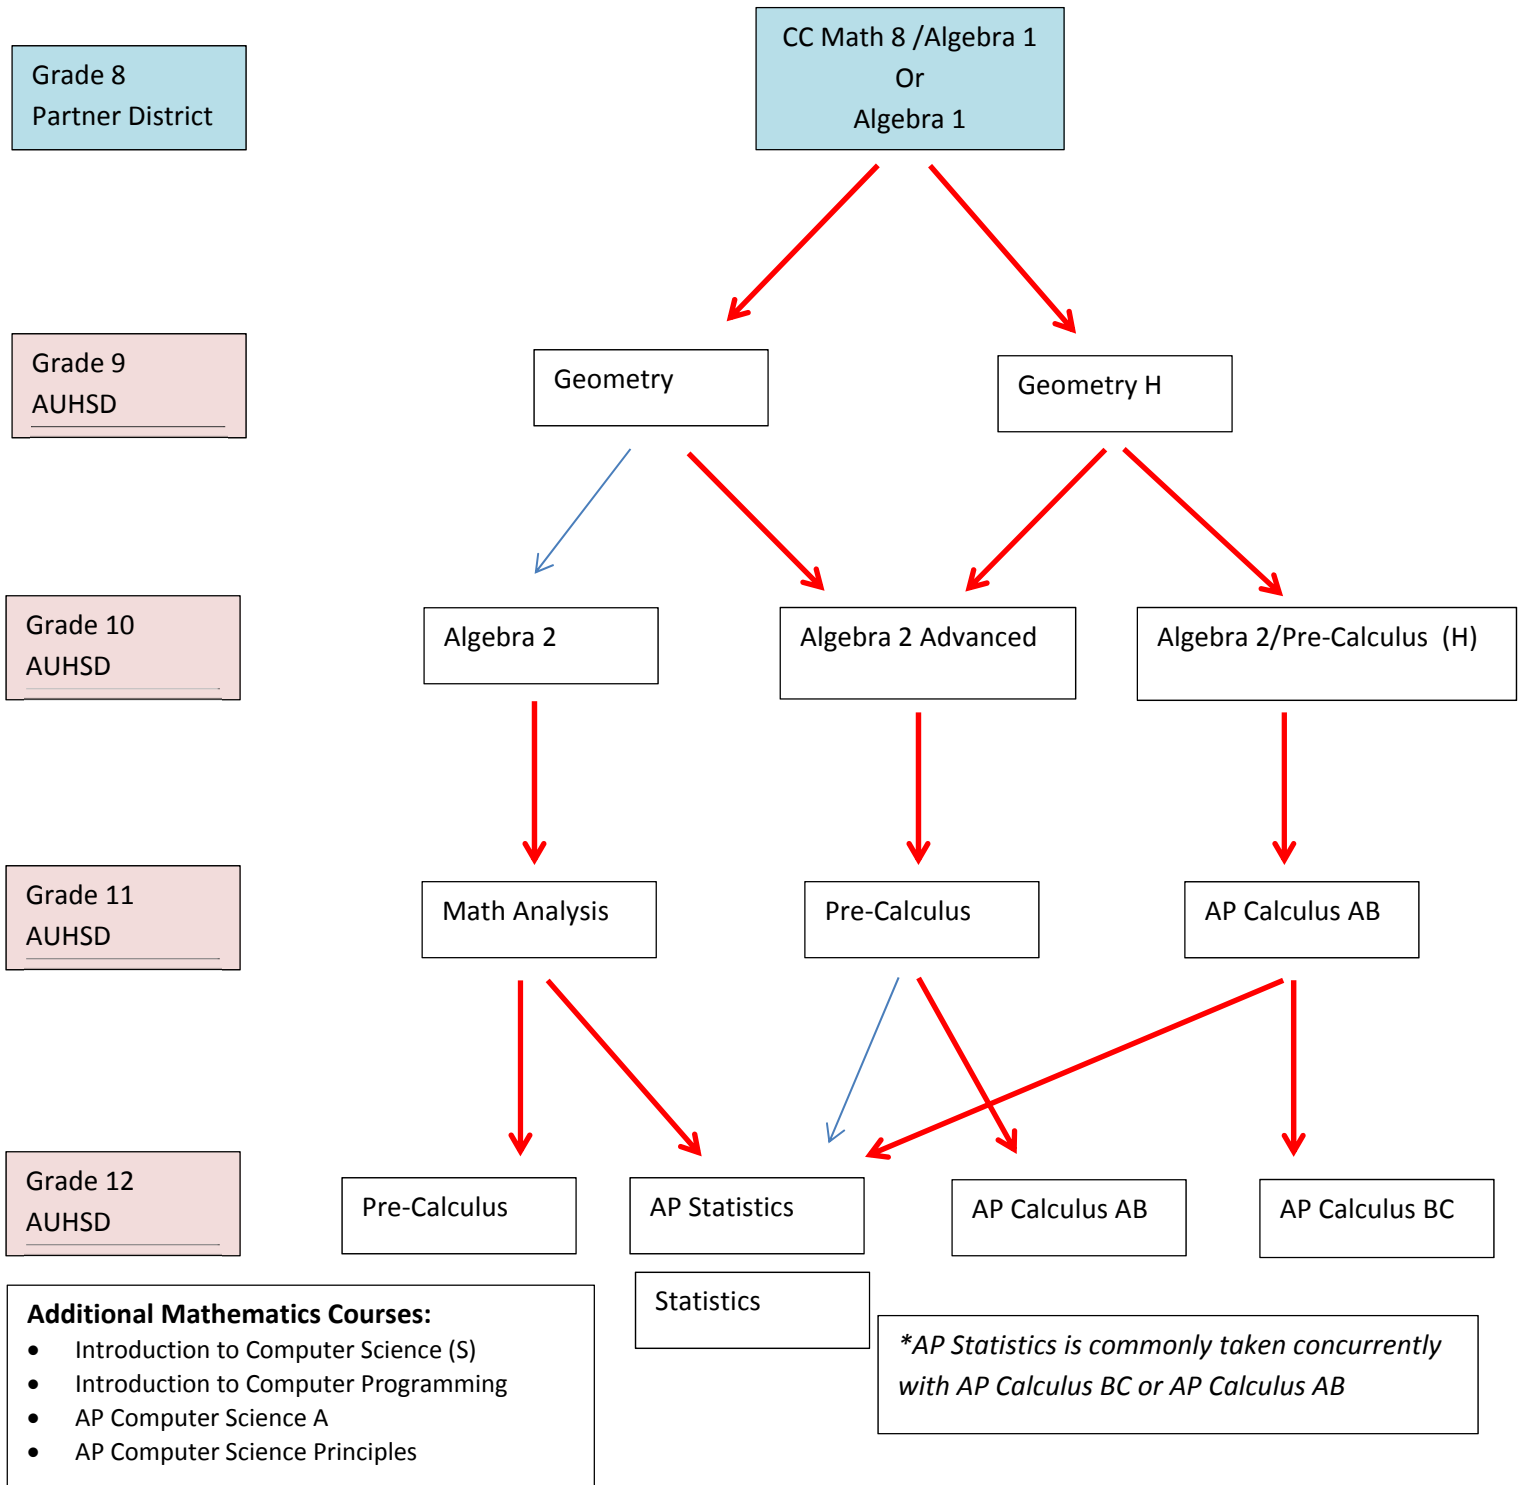 Grade 8
Partner District
CC Math 8 /Algebra 1
Or
Algebra 1
Grade 9
AUHSD
Geometry
Geometry H
Grade 10
AUHSD
Algebra 2
Algebra 2 Advanced
Algebra 2/Pre-Calculus (H)
Grade 11
AUHSD
Math Analysis
Pre-Calculus
AP Calculus AB
Grade 12
AUHSD
Pre-Calculus
AP Statistics
AP Calculus AB
AP Calculus BC
Statistics
Additional Mathematics Courses:
• Introduction to Computer Science (S)
• Introduction to Computer Programming
• AP Computer Science A
• AP Computer Science Principles
*AP Statistics is commonly taken concurrently
with AP Calculus BC or AP Calculus AB